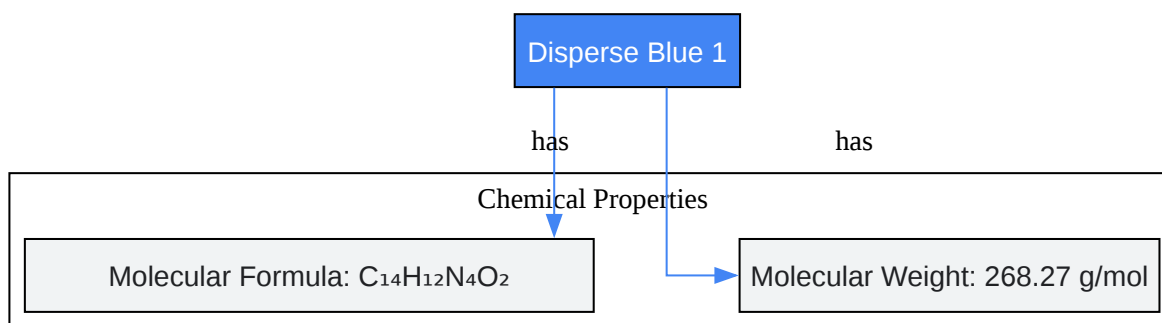 Disperse Blue 1
has
has
Chemical Properties
Molecular Formula: C₁₄H₁₂N₄O₂
Molecular Weight: 268.27 g/mol